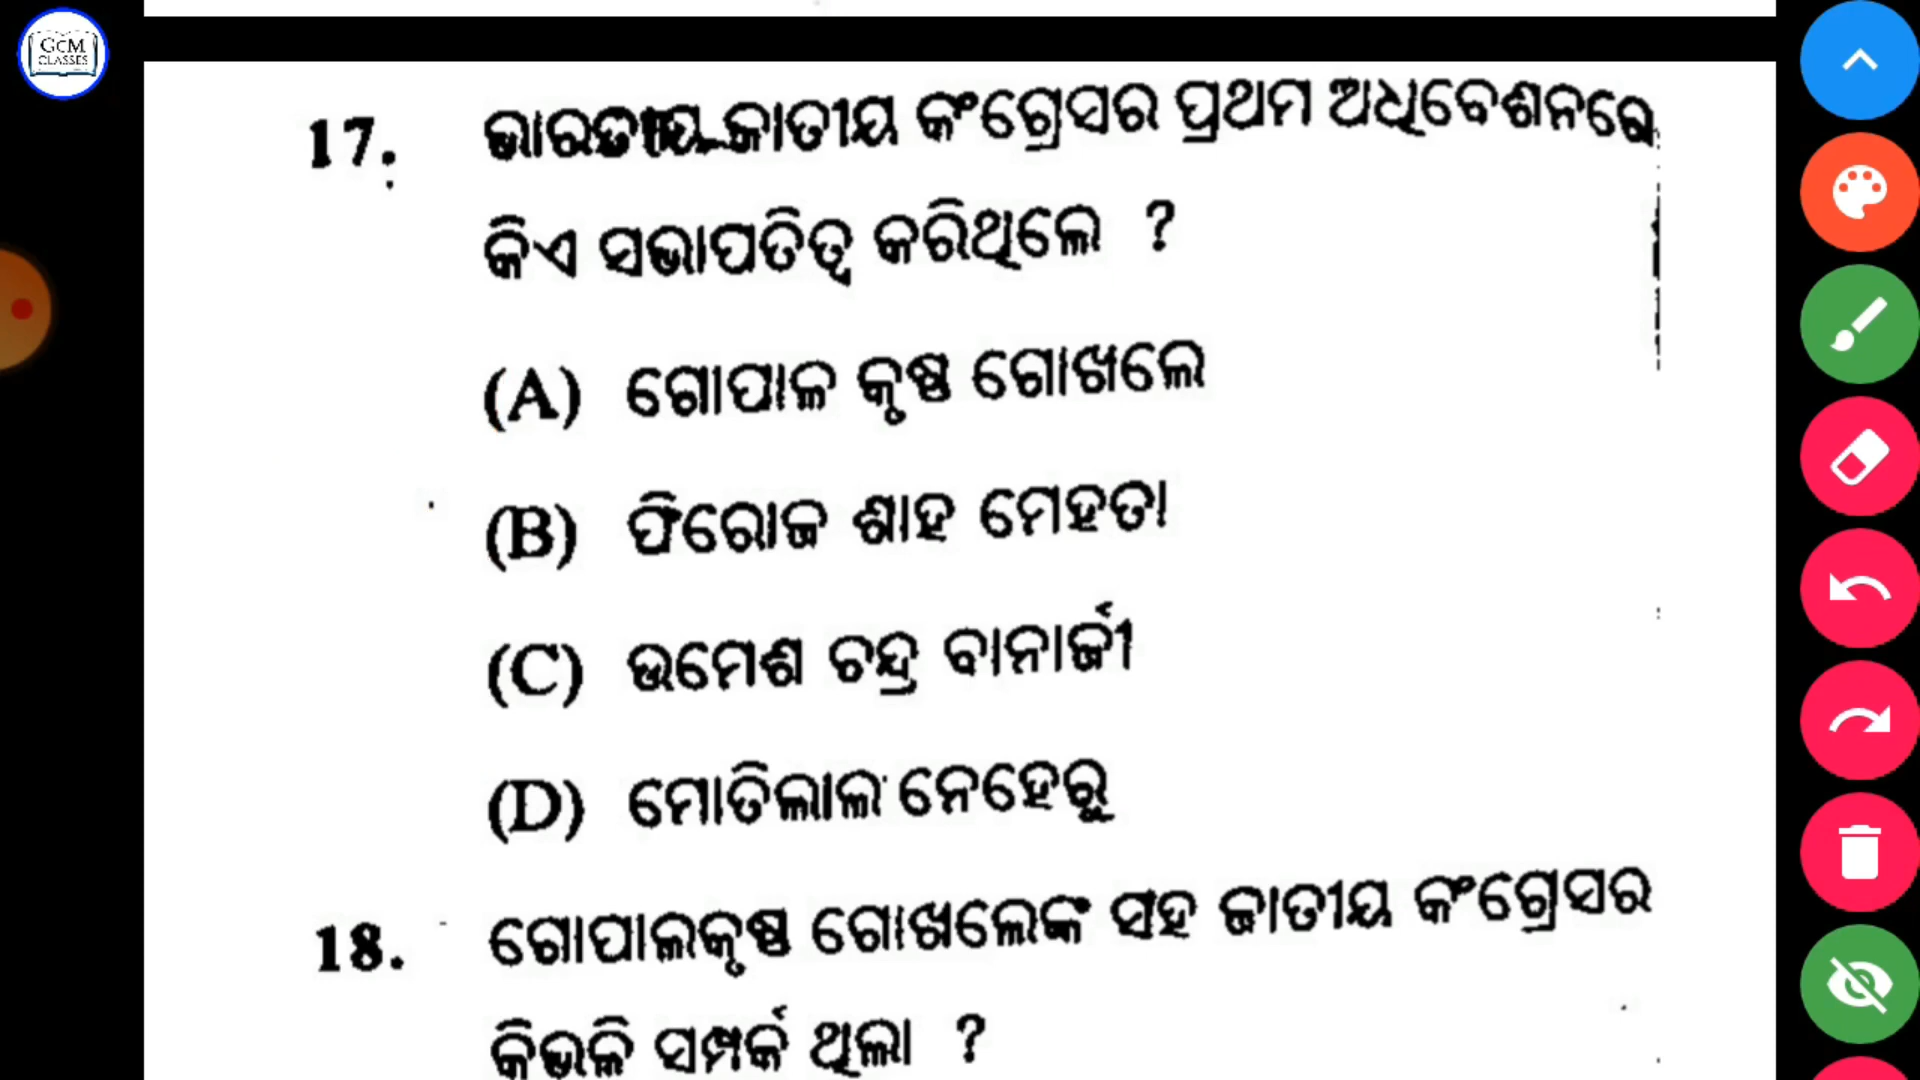 GCM
CLASSES
17. ଭାରତୀୟ ଜାତୀୟ କଂଗ୍ରେସର ପ୍ରଥମ ଅଧିବେଶନରେ
କିଏ ସଭାପତିତ୍ୱ କରିଥିଲେ ?
(A) ଗୋପାଳ କୃଷ୍ଣ ଗୋଖଲେ
(B) ଫିରୋଜ ଶାହ ମେହତା
(C) ଉମେଶ ଚନ୍ଦ୍ର ବାନାର୍ଜୀ
(D) ମୋତିଲାଲ ନେହେରୁ
18. ଗୋପାଲକୃଷ୍ଣ ଗୋଖଲେଙ୍କ ସହ ଜାତୀୟ କଂଗ୍ରେସର
କିଭଳି ସମ୍ପର୍କ ଥିଲା ?